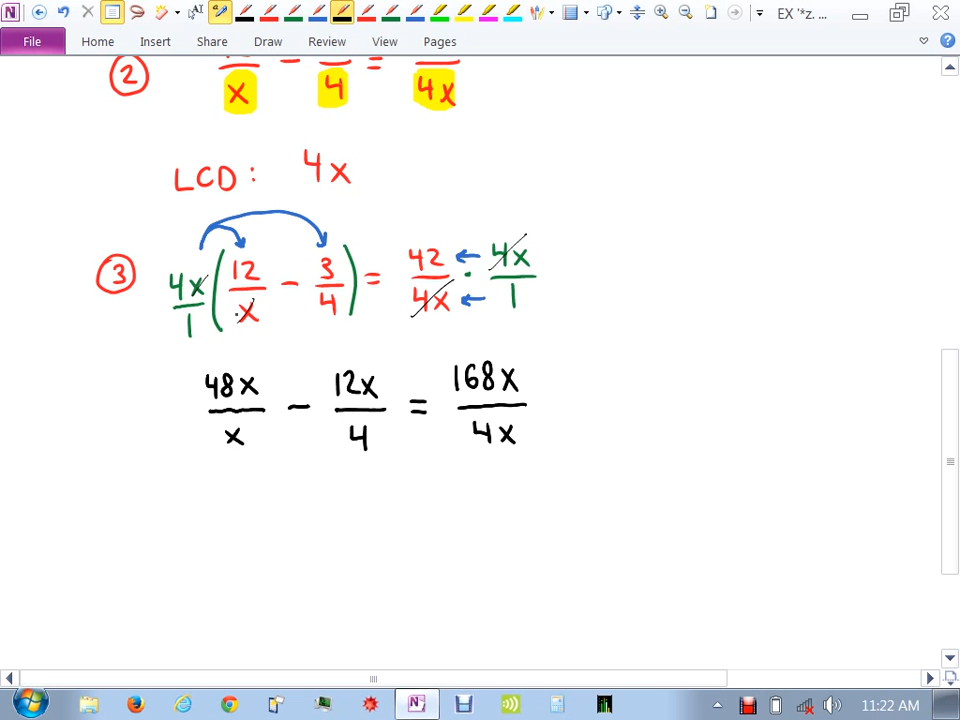 EX '*z. ...
File Home Insert Share Draw Review View Pages
② x − 4 = 4x
LCD: 4x
③ 4x/1 (12/x − 3/4) = 42/4x · 4x/1
48x/x − 12x/4 = 168x/4x
11:22 AM